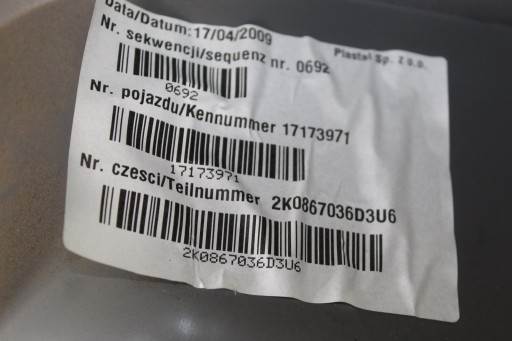 Data/Datum:17/04/2009
Plastal Sp. Z o.o.
Nr. sekwencji/sequenz nr. 0692
0692
Nr. pojazdu/Kennummer 17173971
17173971
Nr. czesci/Teilnummer 2K0867036D3U6
2K0867036D3U6